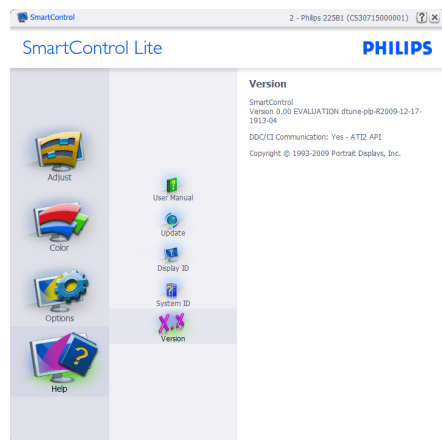 SmartControl
2 - Philips 225B1 (CS30715000001)
SmartControl Lite
PHILIPS
Adjust
Color
Options
Help
User Manual
Update
Display ID
System ID
X.X
Version
Version
SmartControl
Version 0.00 EVALUATION dtune-plp-R2009-12-17-
1913-04
DDC/CI Communication: Yes - ATI2 API
Copyright © 1993-2009 Portrait Displays, Inc.